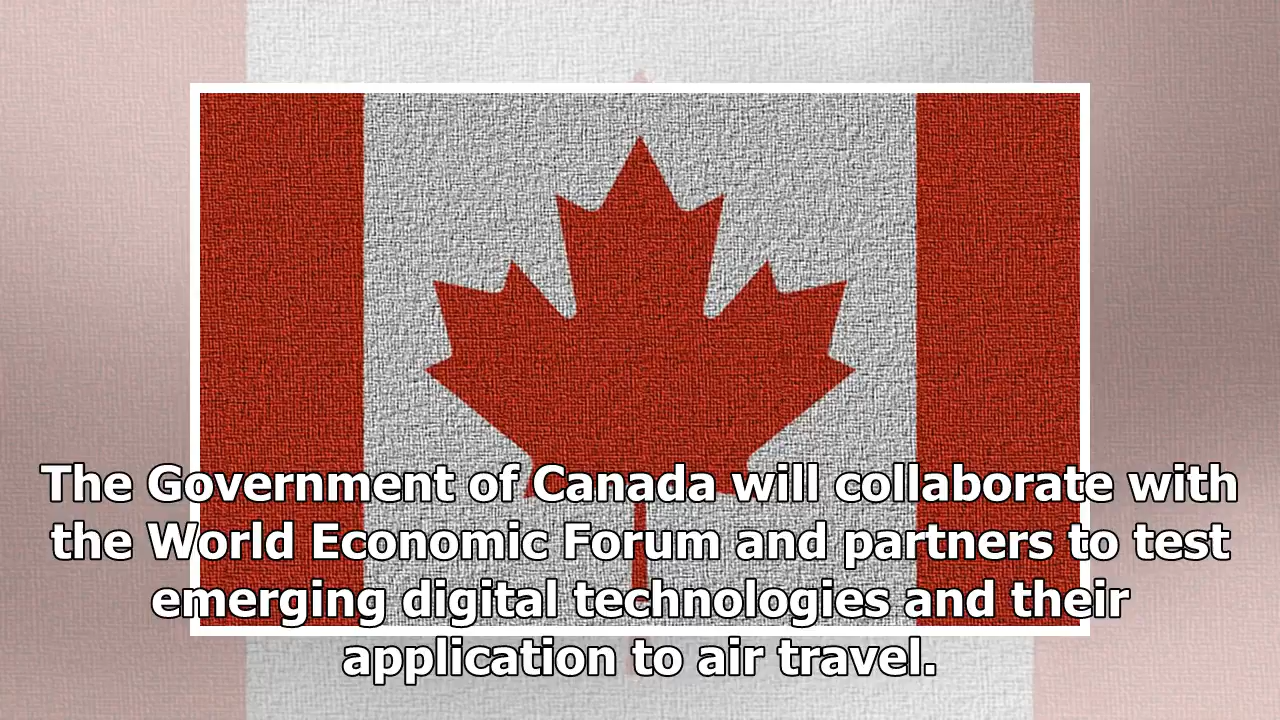 The Government of Canada will collaborate with
the World Economic Forum and partners to test
emerging digital technologies and their
application to air travel.